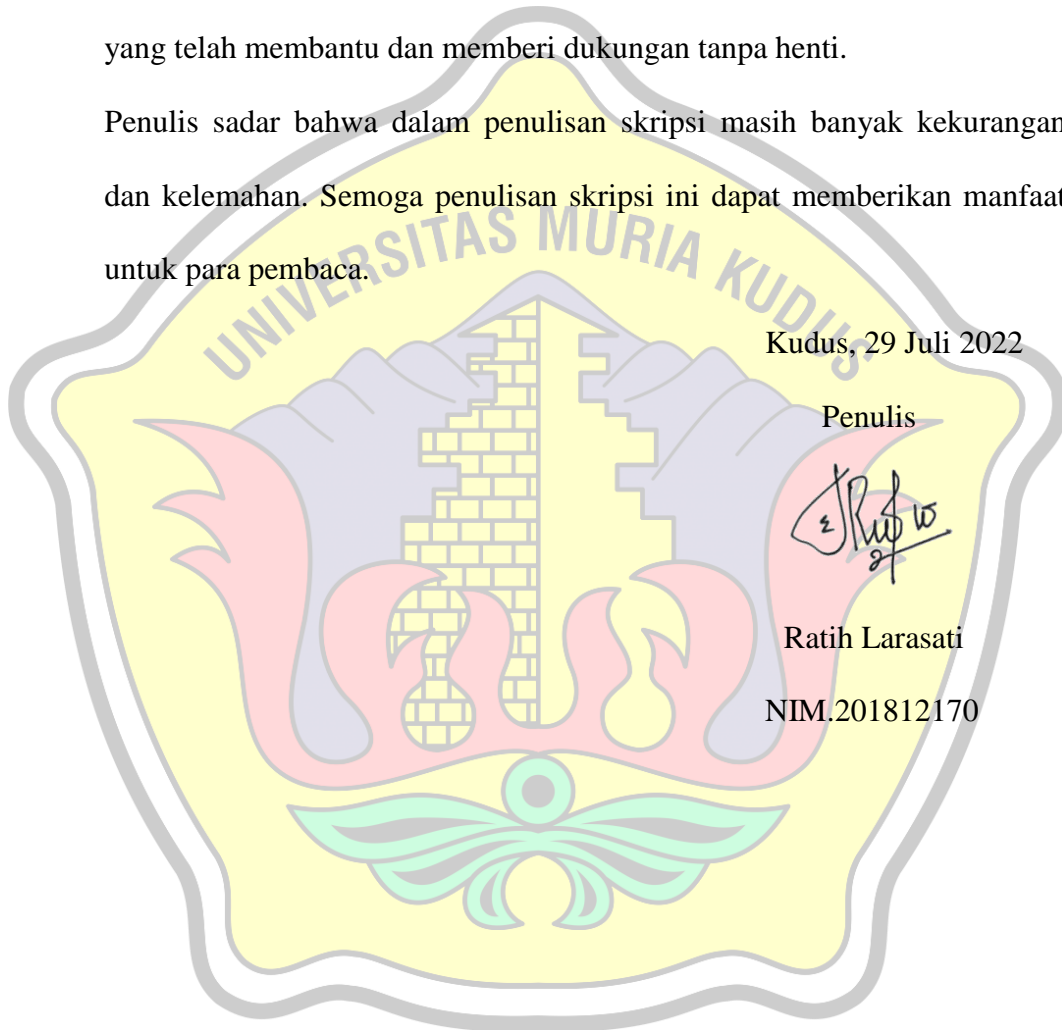 yang telah membantu dan memberi dukungan tanpa henti.
Penulis sadar bahwa dalam penulisan skripsi masih banyak kekurangan
dan kelemahan. Semoga penulisan skripsi ini dapat memberikan manfaat
untuk para pembaca.
UNIVERSITAS MURIA KUDUS
Kudus, 29 Juli 2022
Penulis
Ratih Larasati
NIM.201812170